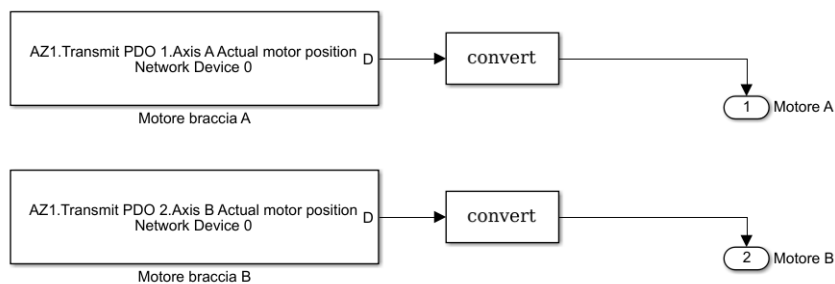 AZ1.Transmit PDO 1.Axis A Actual motor position
Network Device 0
D
convert
1
Motore A
Motore braccia A
AZ1.Transmit PDO 2.Axis B Actual motor position
Network Device 0
D
convert
2
Motore B
Motore braccia B